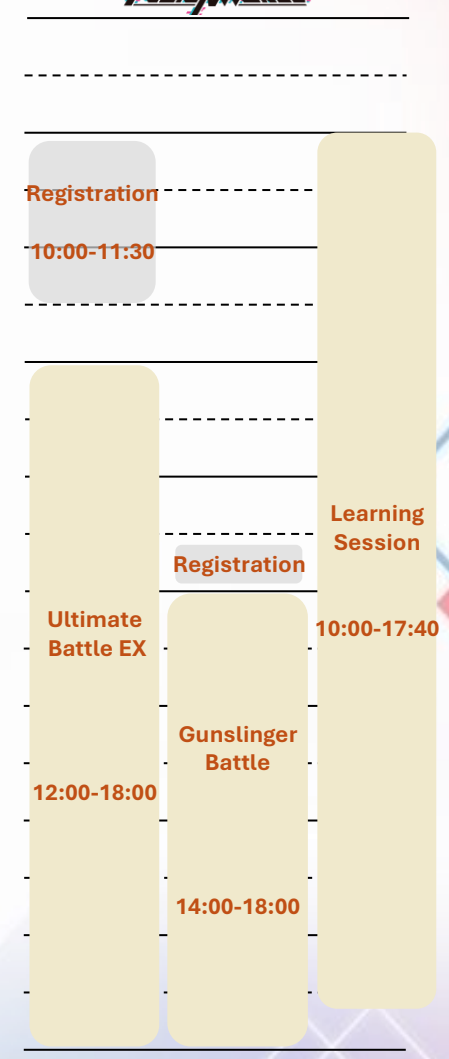 Registration
10:00-11:30
Ultimate
Battle EX
12:00-18:00
Registration
Gunslinger
Battle
14:00-18:00
Learning
Session
10:00-17:40